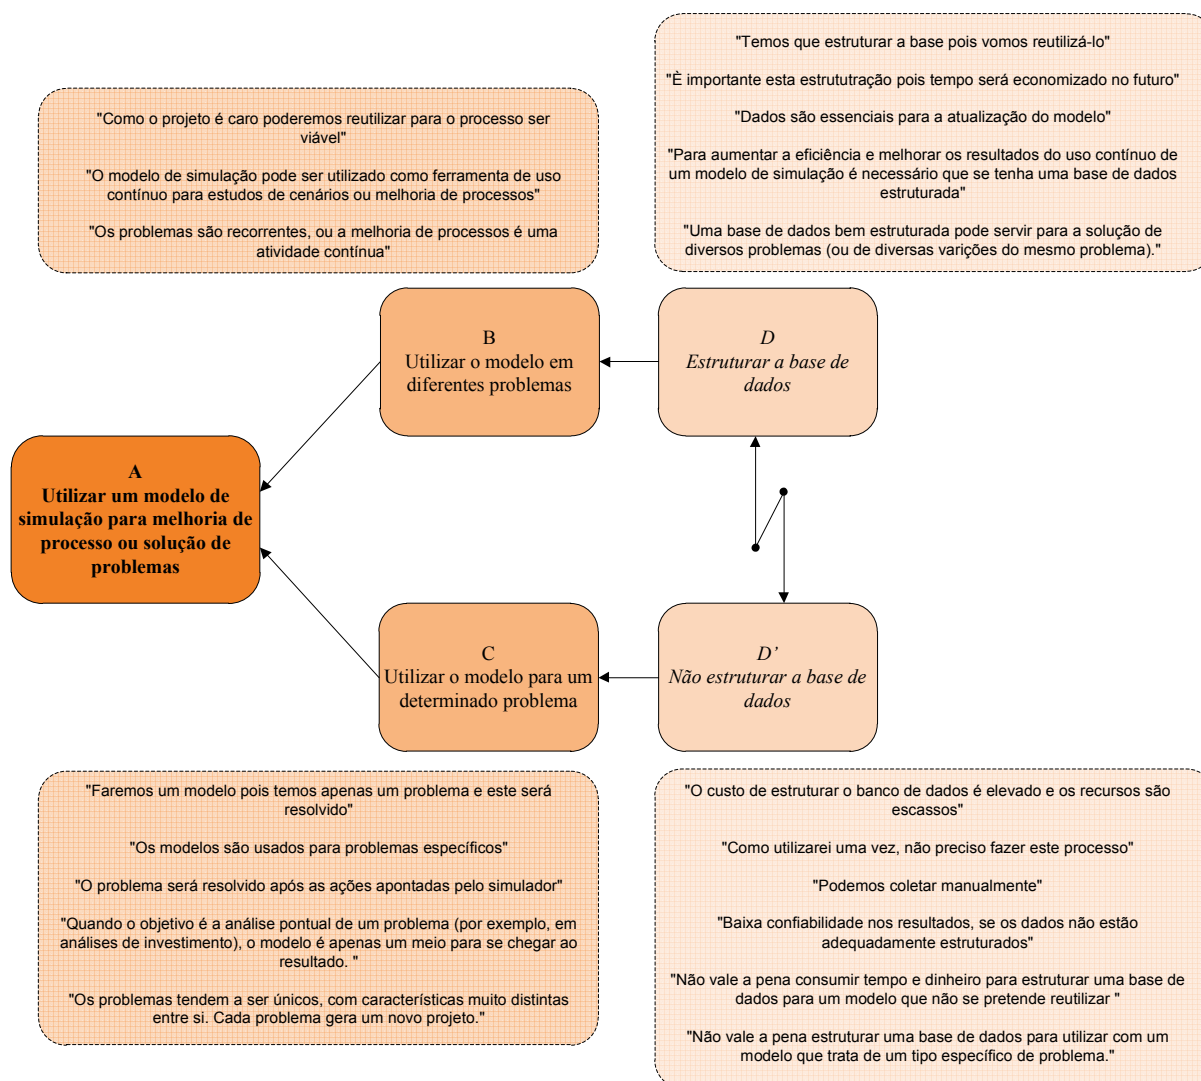 "Temos que estruturar a base pois vomos reutilizá-lo"
"È importante esta estrututração pois tempo será economizado no futuro"
"Dados são essenciais para a atualização do modelo"
"Para aumentar a eficiência e melhorar os resultados do uso contínuo de
um modelo de simulação é necessário que se tenha uma base de dados
estruturada"
"Uma base de dados bem estruturada pode servir para a solução de
diversos problemas (ou de diversas varições do mesmo problema)."
"Como o projeto é caro poderemos reutilizar para o processo ser
viável"
"O modelo de simulação pode ser utilizado como ferramenta de uso
contínuo para estudos de cenários ou melhoria de processos"
"Os problemas são recorrentes, ou a melhoria de processos é uma
atividade contínua"
B
Utilizar o modelo em
diferentes problemas
D
Estruturar a base de
dados
A
Utilizar um modelo de
simulação para melhoria de
processo ou solução de
problemas
C
Utilizar o modelo para um
determinado problema
D’
Não estruturar a base de
dados
"Faremos um modelo pois temos apenas um problema e este será
resolvido"
"Os modelos são usados para problemas específicos"
"O problema será resolvido após as ações apontadas pelo simulador"
"Quando o objetivo é a análise pontual de um problema (por exemplo, em
análises de investimento), o modelo é apenas um meio para se chegar ao
resultado. "
"Os problemas tendem a ser únicos, com características muito distintas
entre si. Cada problema gera um novo projeto."
"O custo de estruturar o banco de dados é elevado e os recursos são
escassos"
"Como utilizarei uma vez, não preciso fazer este processo"
"Podemos coletar manualmente"
"Baixa confiabilidade nos resultados, se os dados não estão
adequadamente estruturados"
"Não vale a pena consumir tempo e dinheiro para estruturar uma base de
dados para um modelo que não se pretende reutilizar "
"Não vale a pena estruturar uma base de dados para utilizar com um
modelo que trata de um tipo específico de problema."